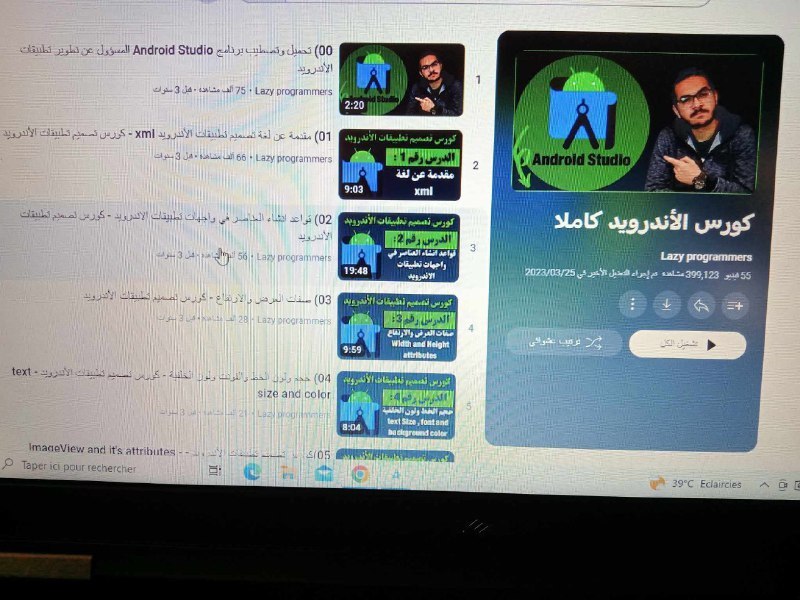 00) تحميل وتصطيب برنامج Android Studio المسؤول عن تطوير تطبيقات
الأندرويد
Lazy programmers • 75 ألف مشاهدة • قبل 3 سنوات
Android Studio
2:20
1
01) مقدمة عن لغة تصميم تطبيقات الأندرويد xml - كورس تصميم تطبيقات الأندرويد
Lazy programmers • 66 ألف مشاهدة • قبل 3 سنوات
كورس تصميم تطبيقات الأندرويد
الدرس رقم 1 :
مقدمة عن لغة
xml
9:03
2
02) قواعد انشاء العناصر في واجهات تطبيقات الاندرويد - كورس تصميم تطبيقات
الأندرويد
Lazy programmers • 56 ألف مشاهدة • قبل 3 سنوات
كورس تصميم تطبيقات الأندرويد
الدرس رقم 2 :
قواعد انشاء العناصر في
واجهات تطبيقات
الاندرويد
19:48
3
03) صفات العرض والارتفاع - كورس تصميم تطبيقات الأندرويد
Lazy programmers • 28 ألف مشاهدة • قبل 3 سنوات
كورس تصميم تطبيقات الأندرويد
الدرس رقم 3 :
صفات العرض والارتفاع
Width and Height
attributes
9:59
4
04) حجم ولون الخط والفونت ولون الخلفية - كورس تصميم تطبيقات الأندرويد - text
size and color
Lazy programmers • 21 ألف مشاهدة • قبل 3 سنوات
كورس تصميم تطبيقات الأندرويد
الدرس رقم 4 :
حجم الخط ولون الخلفية
text Size , font and
background color
8:04
5
05) كورس تصميم تطبيقات الأندرويد - ImageView and it's attributes
Android Studio
كورس الأندرويد كاملا
Lazy programmers
55 فيديو 399,123 مشاهدة تم إجراء التعديل الأخير في 2023/03/25
تشغيل الكل
ترتيب عشوائي
Taper ici pour rechercher
39°C Eclaircies